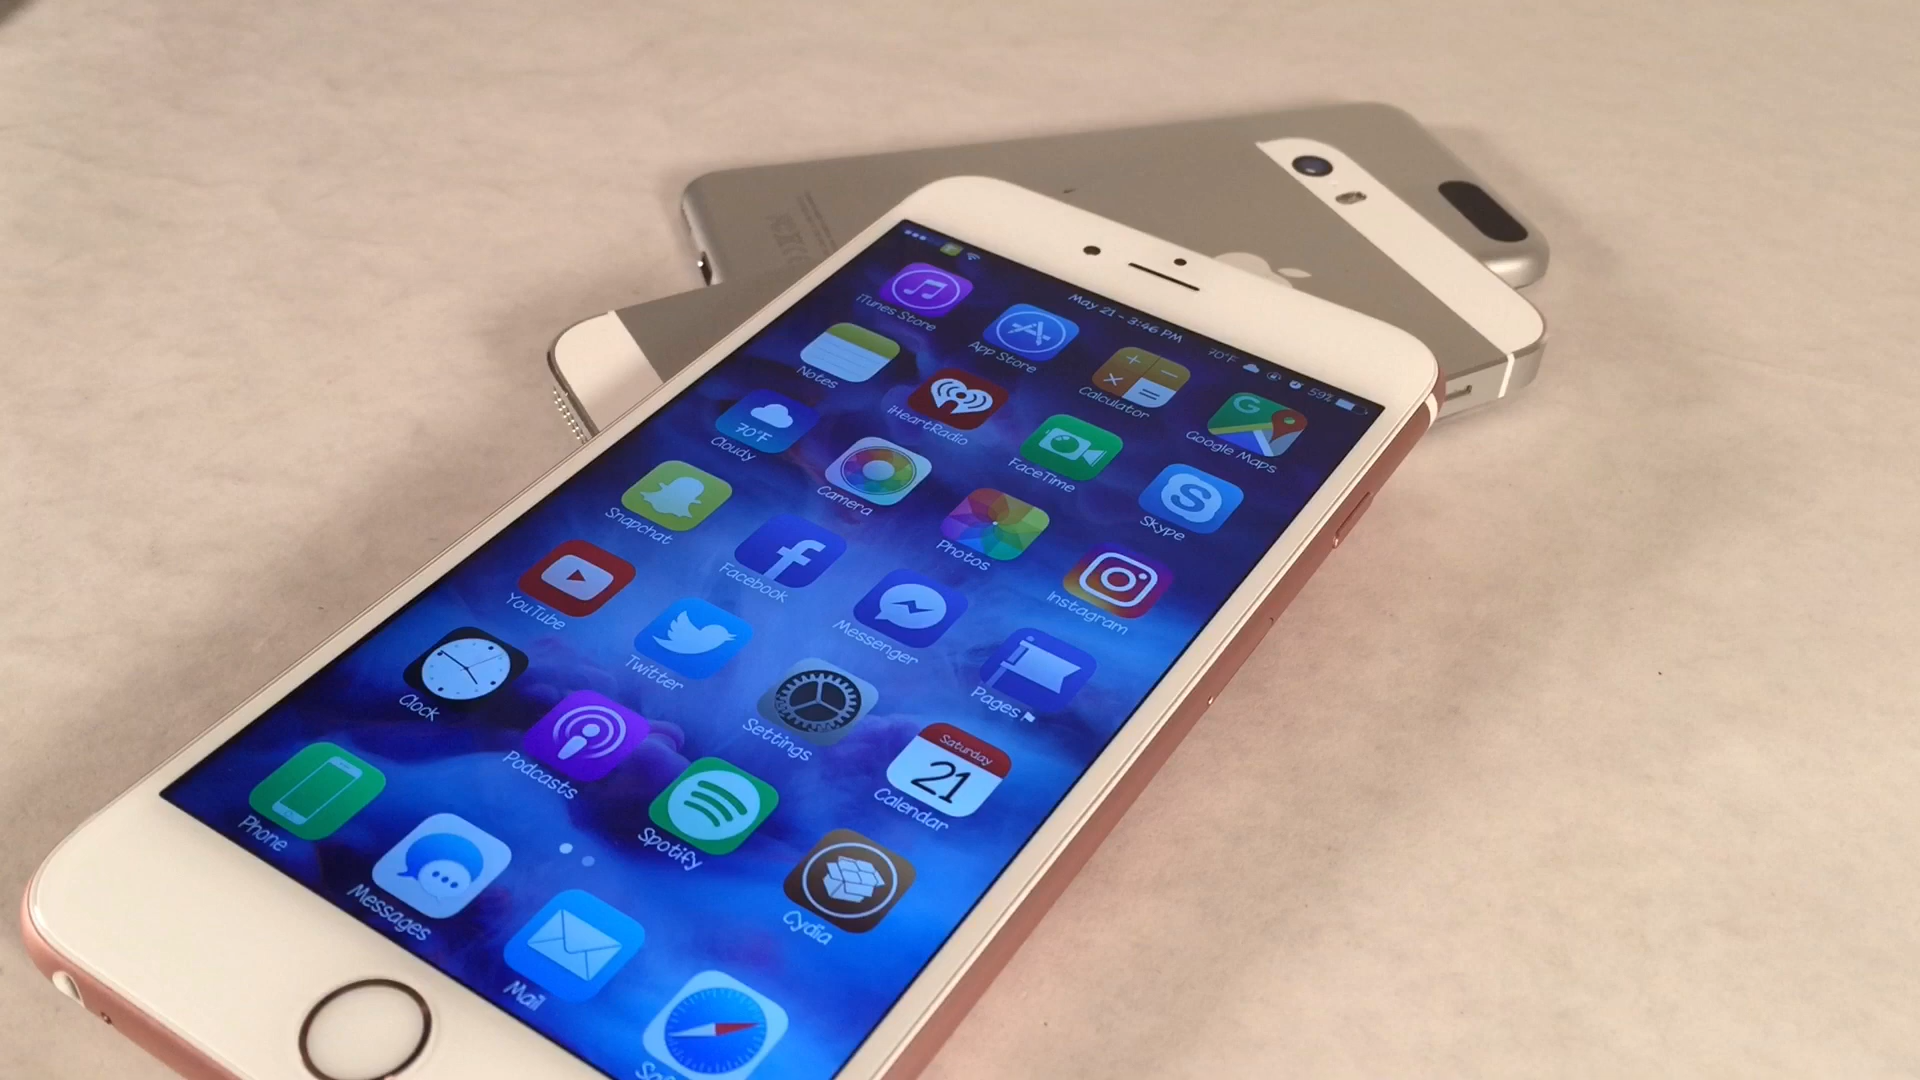 May 21 - 3:46 PM
70°F
59%
iTunes Store
App Store
Calculator
Google Maps
Notes
iHeartRadio
FaceTime
Skype
70°F
Cloudy
Camera
Photos
Instagram
Snapchat
Facebook
Messenger
Pages
YouTube
Twitter
Settings
Saturday
21
Calendar
Clock
Podcasts
Spotify
Cydia
Phone
Messages
Mail